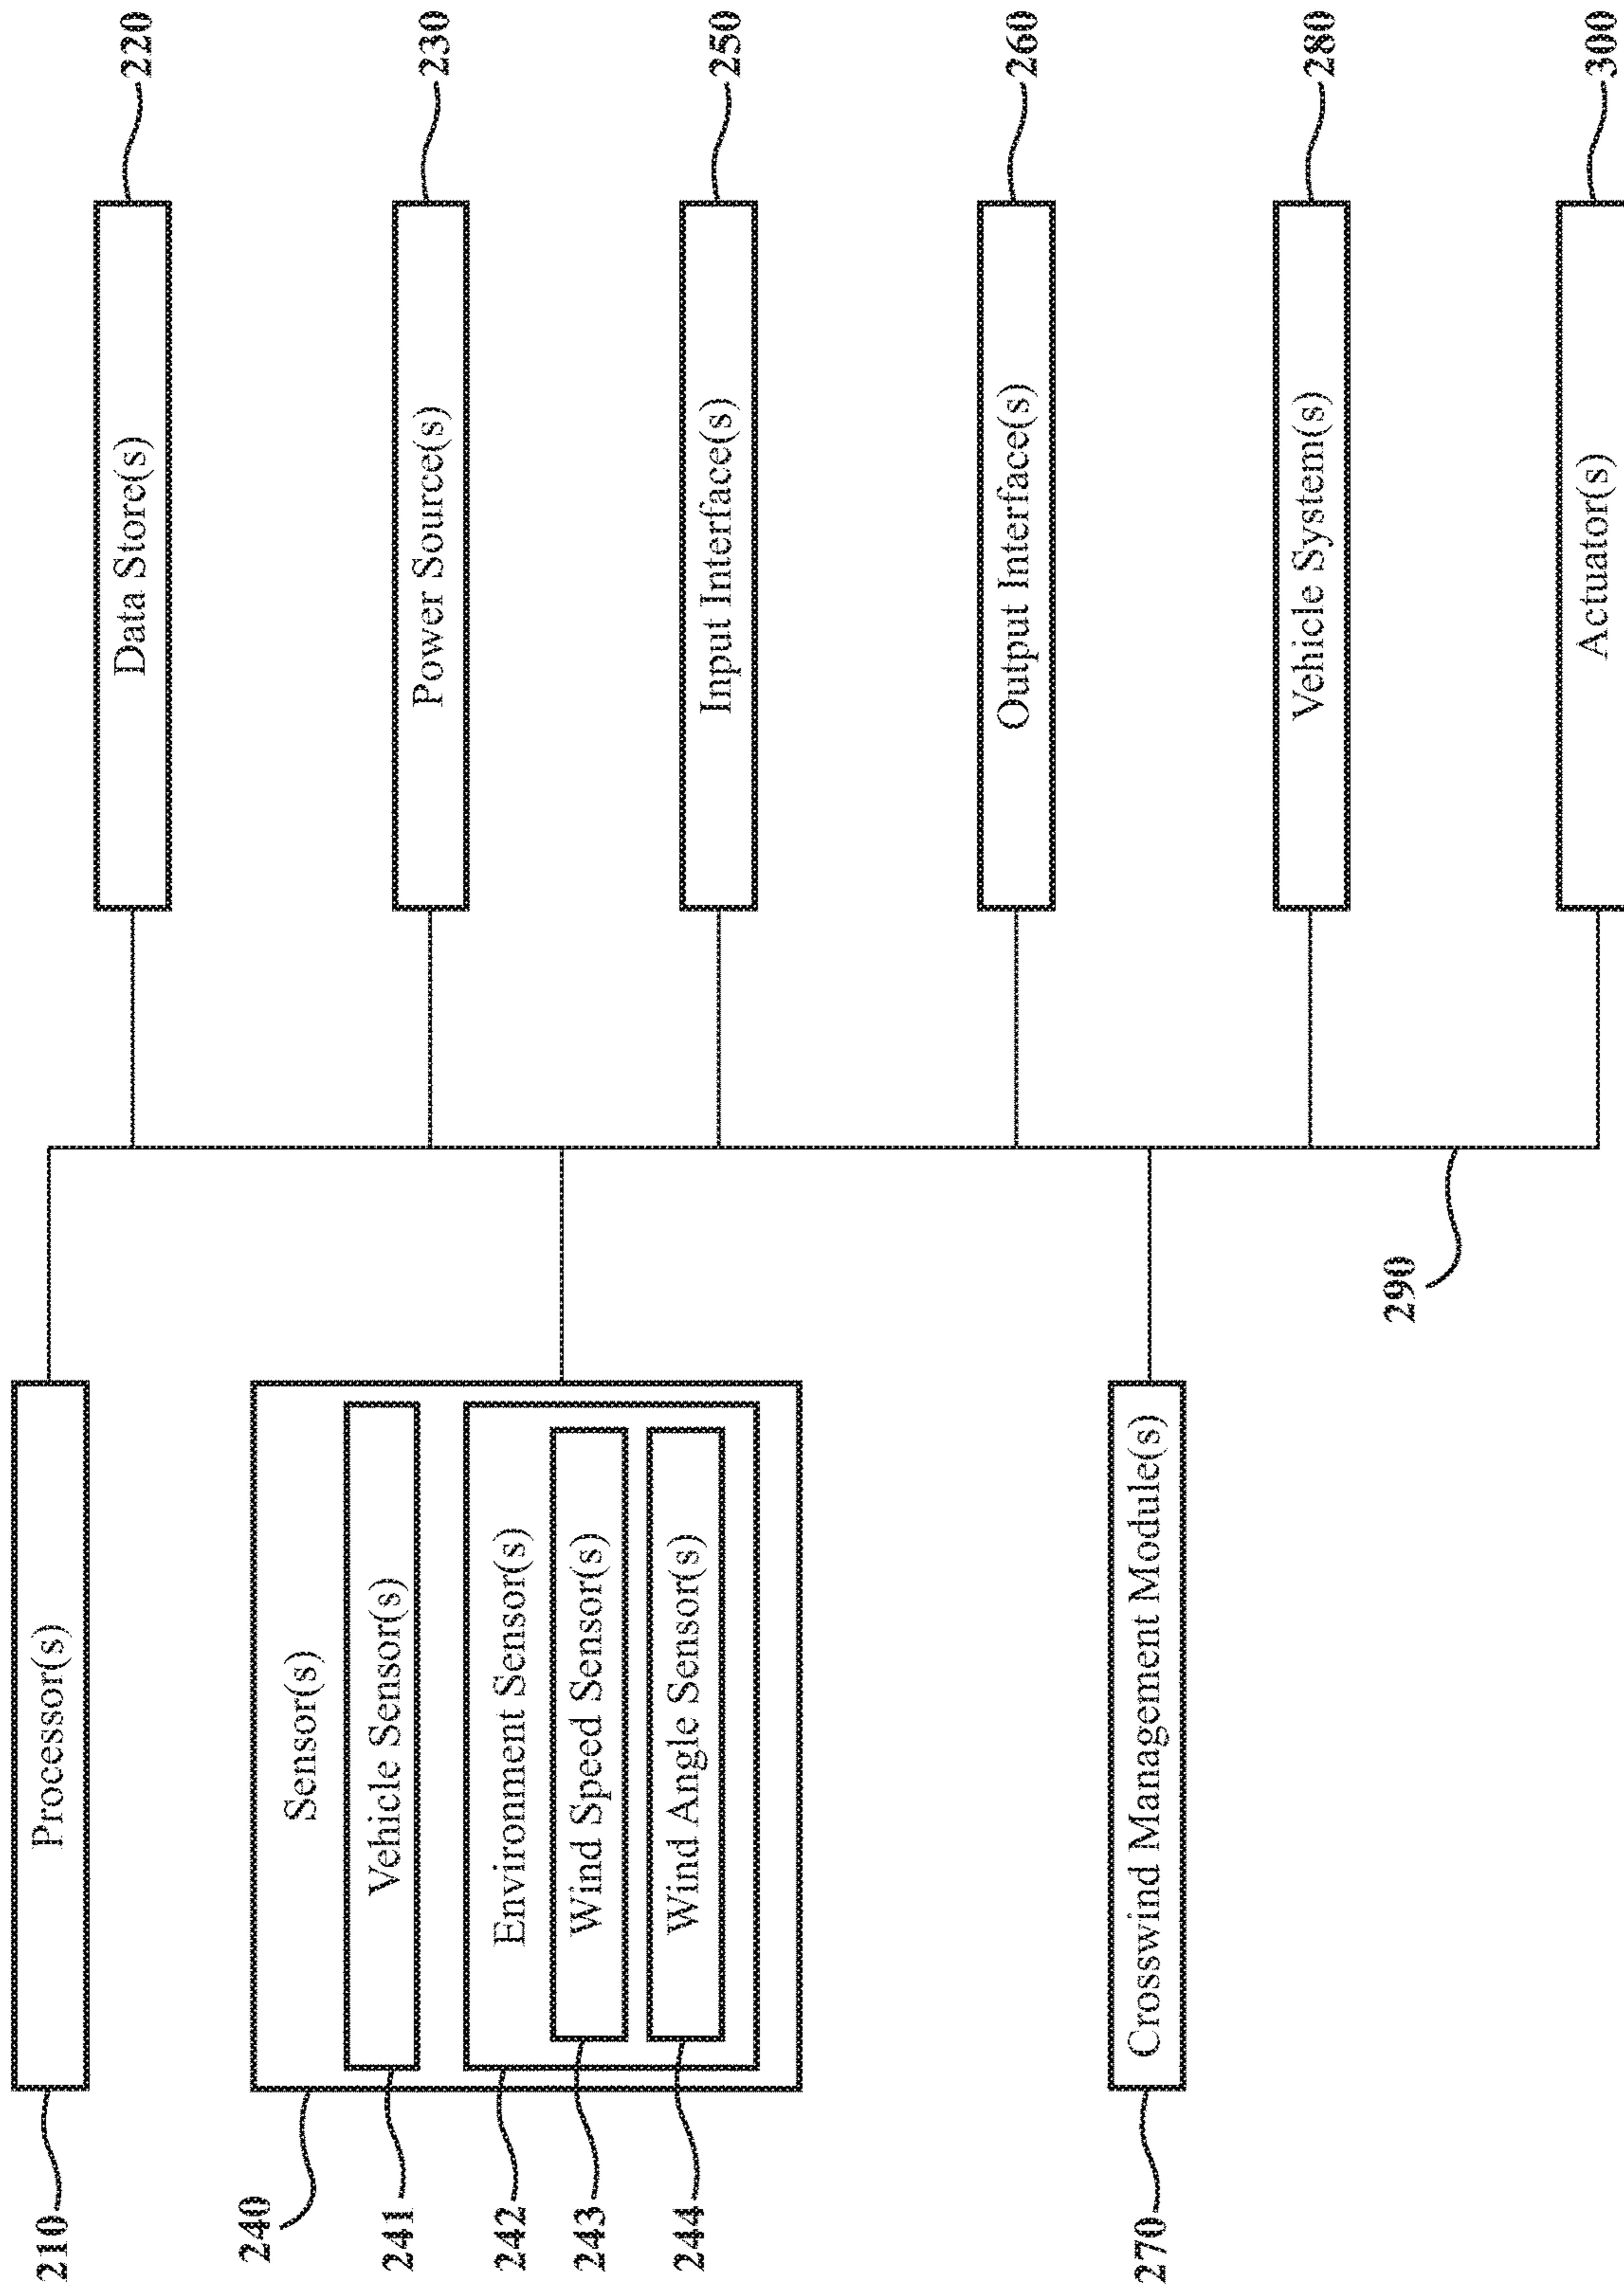 210
Processor(s)
Data Store(s)
220
240
Sensor(s)
241
Vehicle Sensor(s)
242
Environment Sensor(s)
243
Wind Speed Sensor(s)
244
Wind Angle Sensor(s)
Power Source(s)
230
Input Interface(s)
250
Output Interface(s)
260
270
Crosswind Management Module(s)
Vehicle System(s)
280
290
Actuator(s)
300